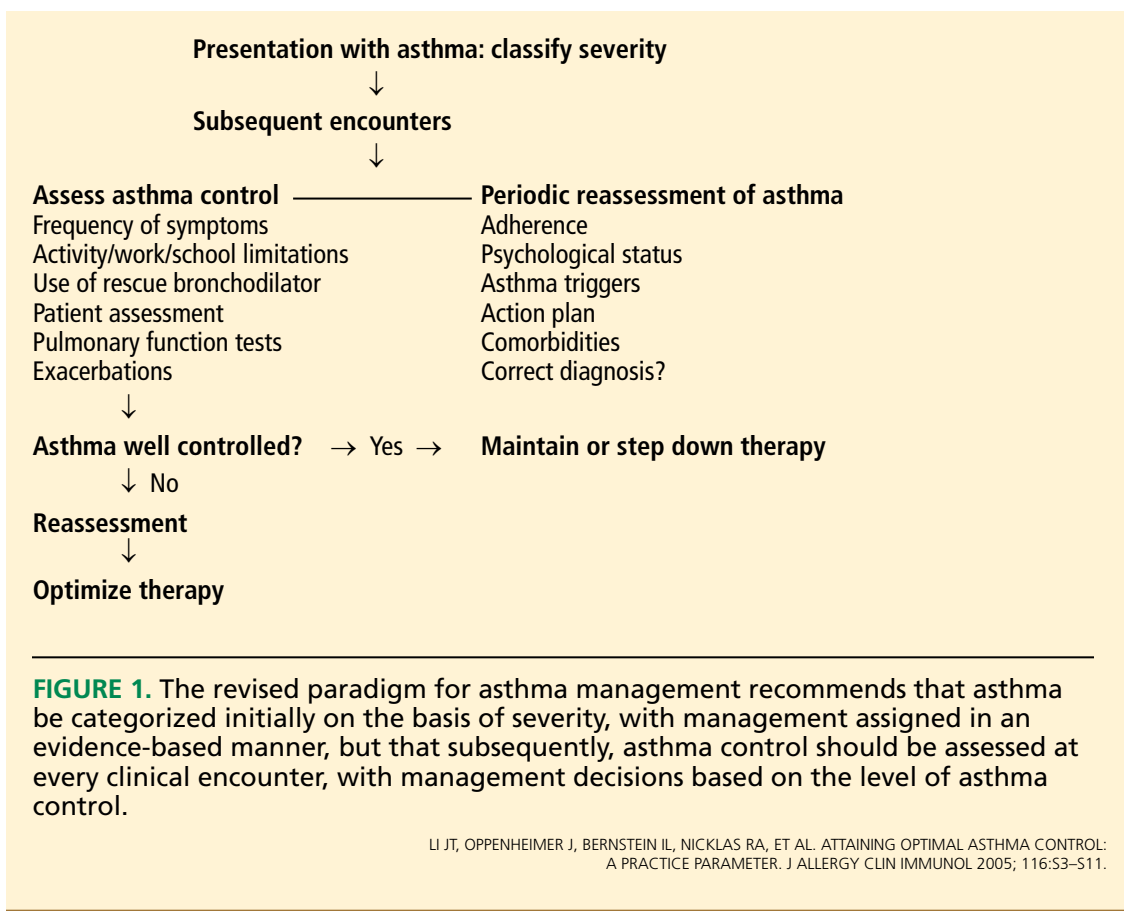 Presentation with asthma: classify severity
↓
Subsequent encounters
↓
Assess asthma control
Frequency of symptoms
Activity/work/school limitations
Use of rescue bronchodilator
Patient assessment
Pulmonary function tests
Exacerbations
Periodic reassessment of asthma
Adherence
Psychological status
Asthma triggers
Action plan
Comorbidities
Correct diagnosis?
↓
Asthma well controlled? → Yes → Maintain or step down therapy
↓ No
Reassessment
↓
Optimize therapy
FIGURE 1. The revised paradigm for asthma management recommends that asthma
be categorized initially on the basis of severity, with management assigned in an
evidence-based manner, but that subsequently, asthma control should be assessed at
every clinical encounter, with management decisions based on the level of asthma
control.
LI JT, OPPENHEIMER J, BERNSTEIN IL, NICKLAS RA, ET AL. ATTAINING OPTIMAL ASTHMA CONTROL:
A PRACTICE PARAMETER. J ALLERGY CLIN IMMUNOL 2005; 116:S3–S11.